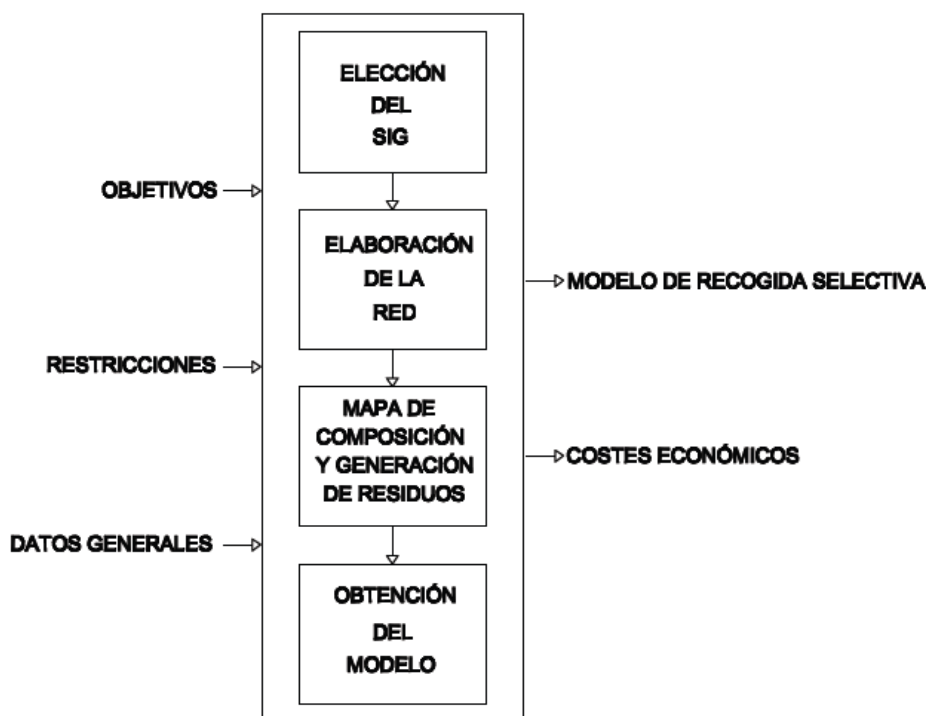 ELECCIÓN
DEL
SIG
OBJETIVOS
ELABORACIÓN
DE LA
RED
MODELO DE RECOGIDA SELECTIVA
RESTRICCIONES
MAPA DE
COMPOSICIÓN
Y GENERACIÓN
DE RESIDUOS
COSTES ECONÓMICOS
DATOS GENERALES
OBTENCIÓN
DEL
MODELO